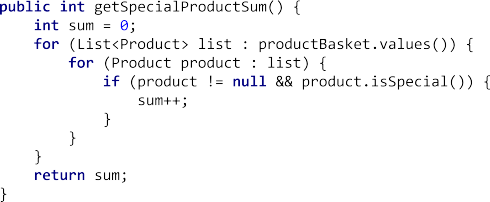 public int getSpecialProductSum() {
    int sum = 0;
    for (List<Product> list : productBasket.values()) {
        for (Product product : list) {
            if (product != null && product.isSpecial()) {
                sum++;
            }
        }
    }
    return sum;
}